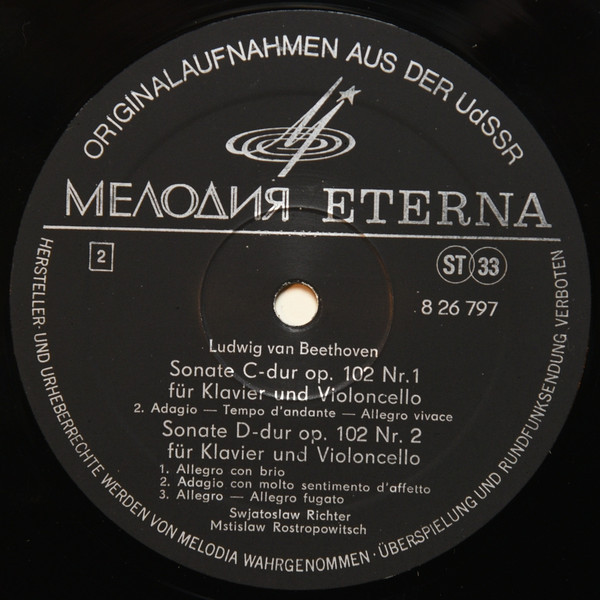 ORIGINALAUFNAHMEN AUS DER UdSSR
МЕЛОДИЯ ETERNA
2
ST 33
8 26 797
Ludwig van Beethoven
Sonate C-dur op. 102 Nr. 1
für Klavier und Violoncello
2. Adagio — Tempo d'andante — Allegro vivace
Sonate D-dur op. 102 Nr. 2
für Klavier und Violoncello
1. Allegro con brio
2. Adagio con molto sentimento d'affetto
3. Allegro — Allegro fugato
Swjatoslaw Richter
Mstislaw Rostropowitsch
HERSTELLER- UND URHEBERRECHTE WERDEN VON MELODIA WAHRGENOMMEN · ÜBERSPIELUNG UND RUNDFUNKSENDUNG VERBOTEN